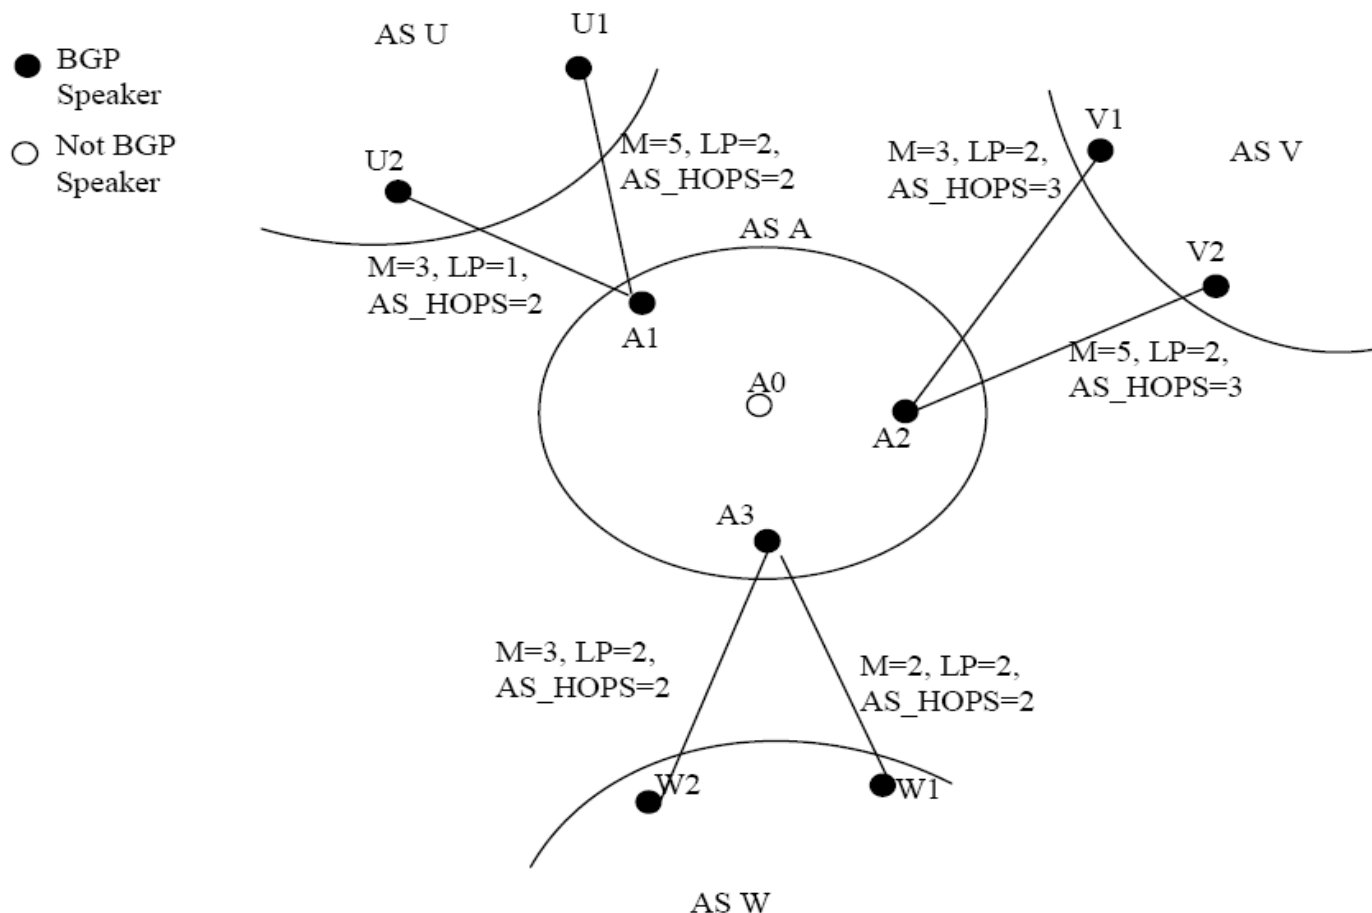 BGP
Speaker
Not BGP
Speaker
AS U
U1
U2
M=5, LP=2,
AS_HOPS=2
M=3, LP=1,
AS_HOPS=2
V1
AS V
M=3, LP=2,
AS_HOPS=3
V2
M=5, LP=2,
AS_HOPS=3
AS A
A1
A0
A2
A3
M=3, LP=2,
AS_HOPS=2
M=2, LP=2,
AS_HOPS=2
W2
W1
AS W